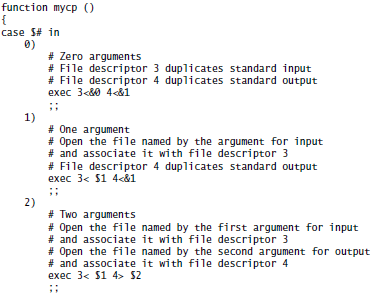 function mycp ()
{
case $# in
    0)
        # Zero arguments
        # File descriptor 3 duplicates standard input
        # File descriptor 4 duplicates standard output
        exec 3<&0 4<&1
        ;;
    1)
        # One argument
        # Open the file named by the argument for input
        # and associate it with file descriptor 3
        # File descriptor 4 duplicates standard output
        exec 3< $1 4<&1
        ;;
    2)
        # Two arguments
        # Open the file named by the first argument for input
        # and associate it with file descriptor 3
        # Open the file named by the second argument for output
        # and associate it with file descriptor 4
        exec 3< $1 4> $2
        ;;